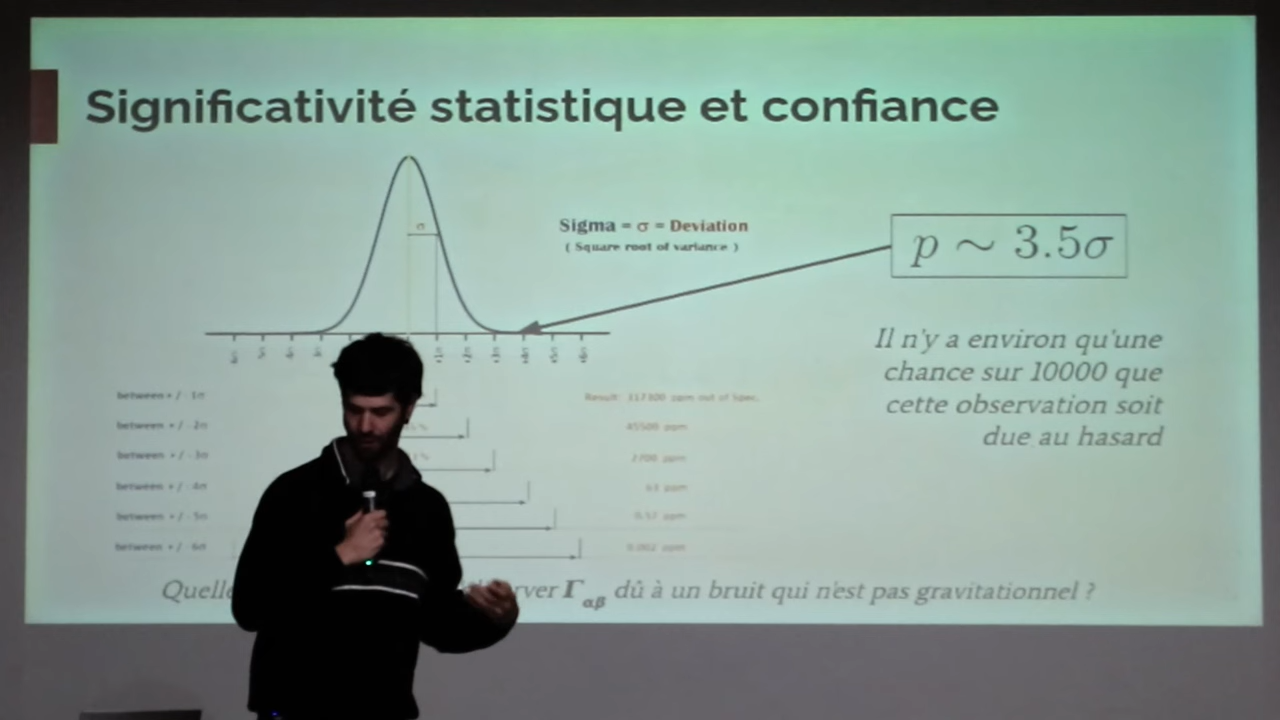 Significativité statistique et confiance
σ
Sigma = σ = Deviation
( Square root of variance )
p ∼ 3.5σ
Il n'y a environ qu'une
chance sur 10000 que
cette observation soit
due au hasard
between + / - 1σ
Result: 317300 ppm out of Spec.
between + / - 2σ
45500 ppm
between + / - 3σ
2700 ppm
between + / - 4σ
63 ppm
between + / - 5σ
0.57 ppm
between + / - 6σ
0.002 ppm
Quelle rver Γαβ dû à un bruit qui n'est pas gravitationnel ?